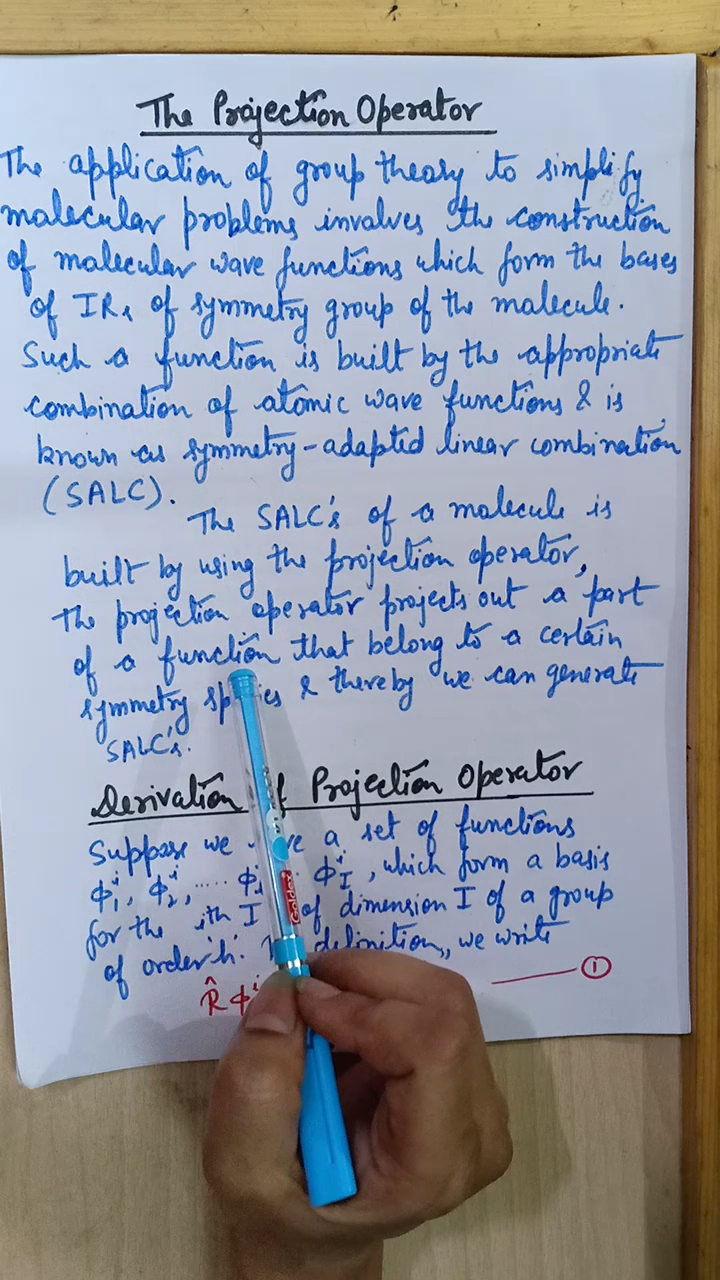 The Projection Operator
The application of group theory to simplify
molecular problems involves the construction
of molecular wave functions which form the bases
of IRs of symmetry group of the molecule.
Such a function is built by the appropriate
combination of atomic wave functions & is
known as symmetry-adapted linear combination
(SALC).
The SALC's of a molecule is
built by using the projection operator,
The projection operator projects out a part
of a function that belong to a certain
symmetry & thereby we can generate
SALC's.
Derivation Projection Operator
Suppose we a set of functions
ϕ₁ⁱ, ϕ₂ⁱ, ..... ϕ_Iⁱ, which form a basis
for the ith of dimension I of a group
of order 'h'. definition, we write
R̂ ϕⁱ ——— ①
Goldex